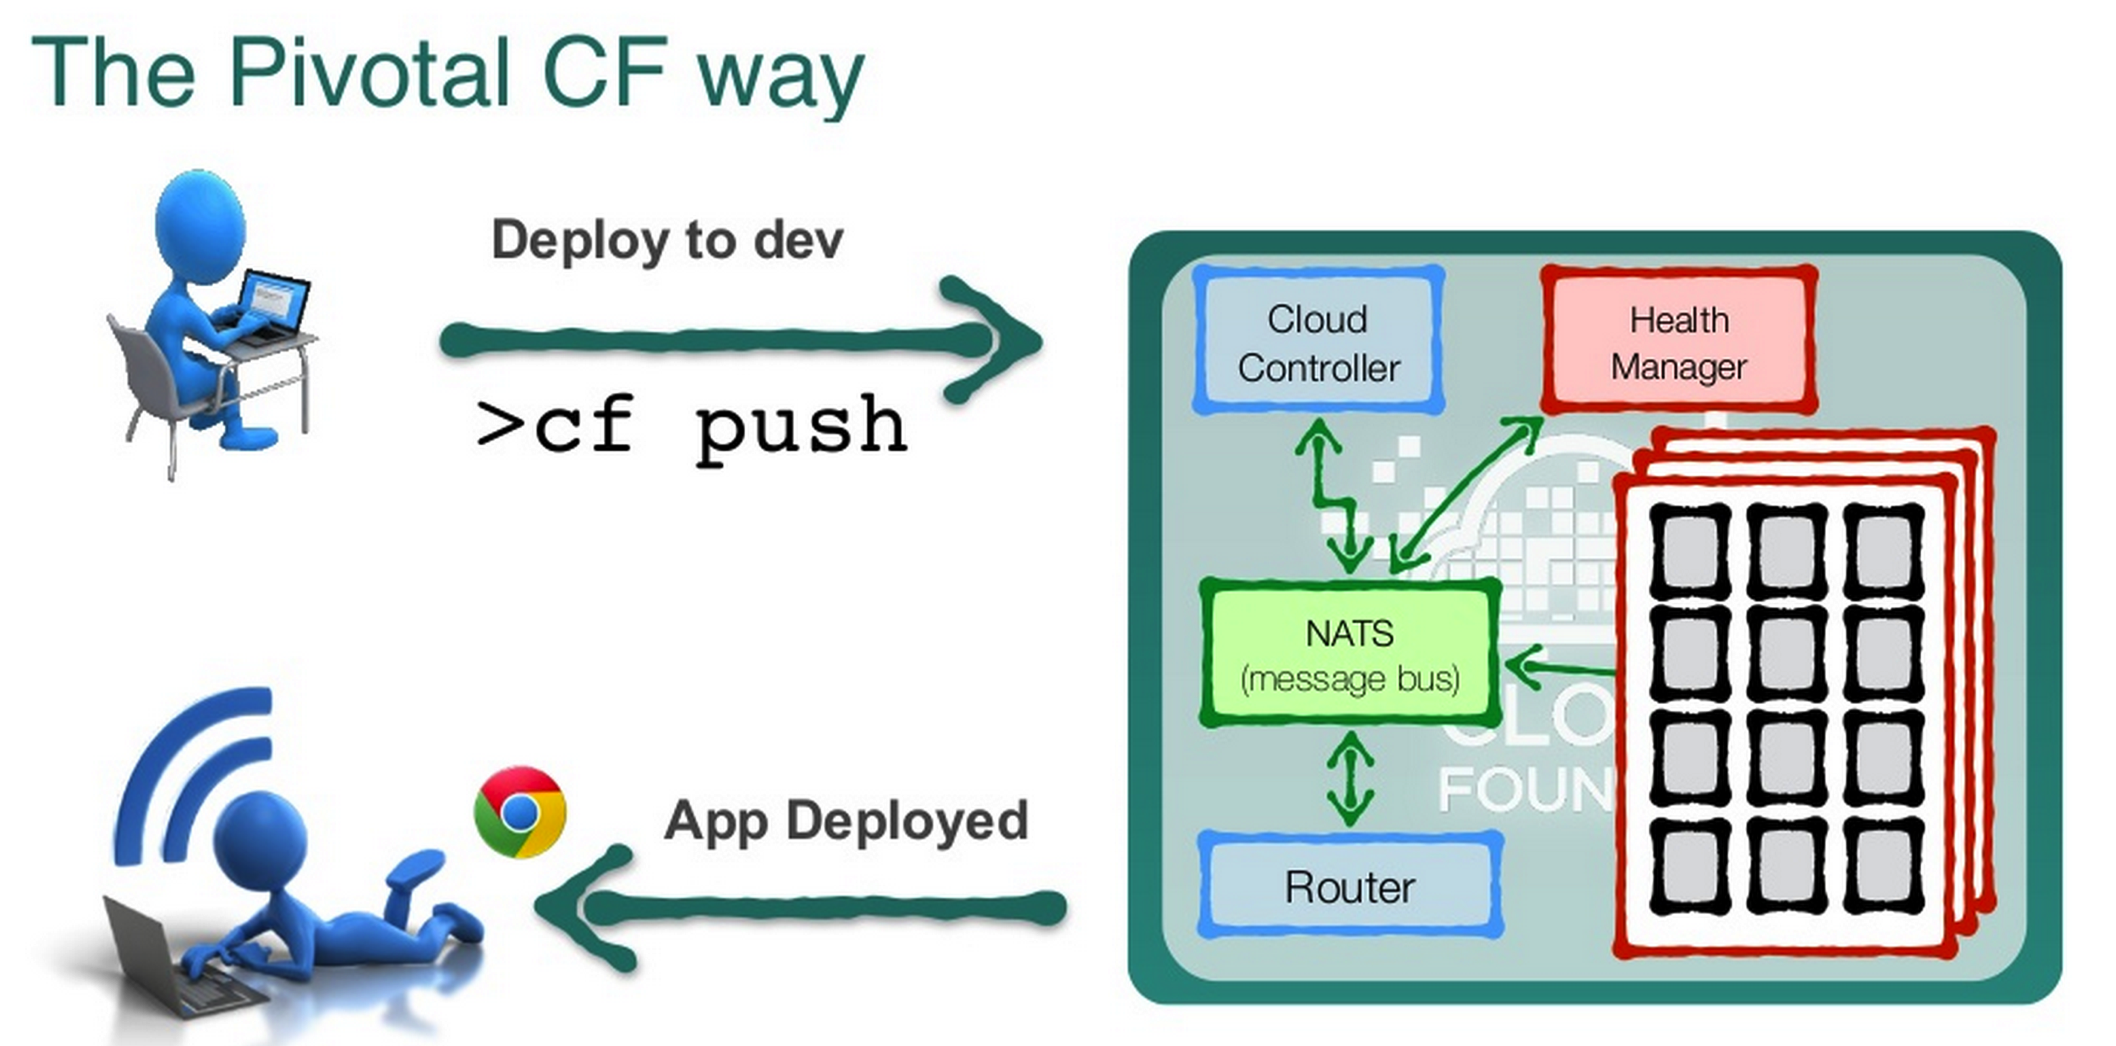 The Pivotal CF way
Deploy to dev
>cf push
App Deployed
Cloud
Controller
Health
Manager
NATS
(message bus)
Router